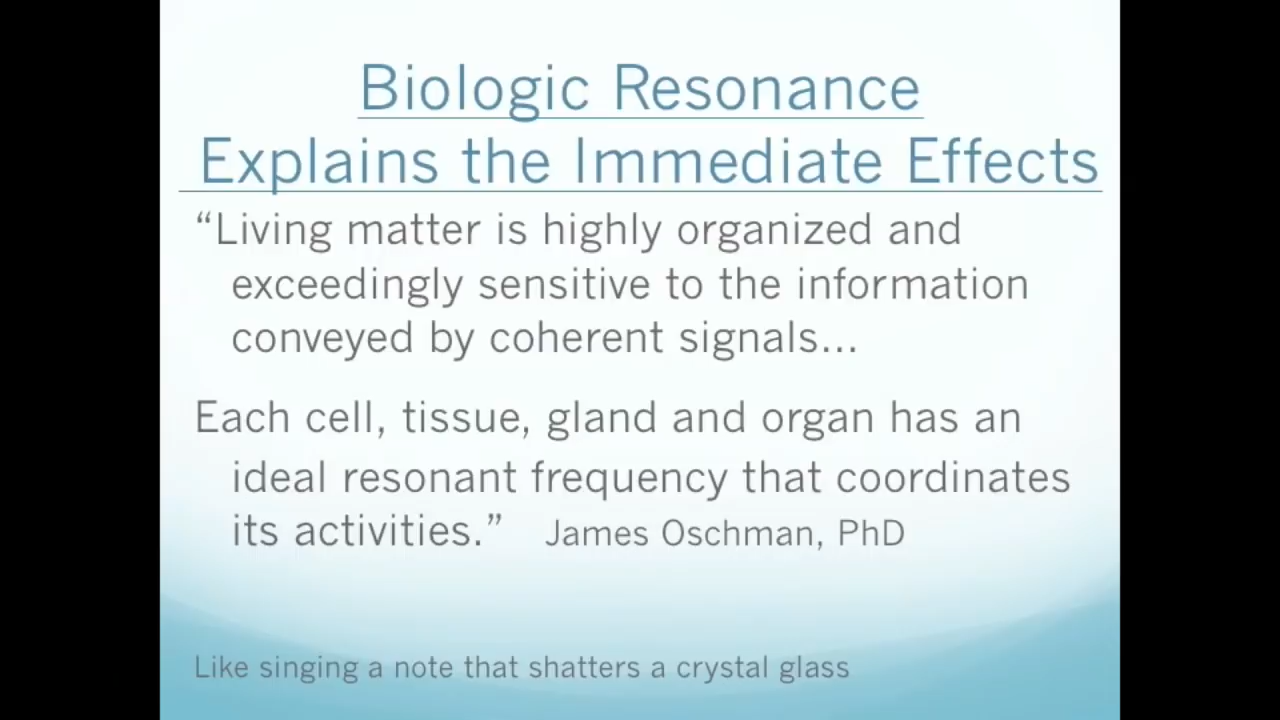 Biologic Resonance
Explains the Immediate Effects
“Living matter is highly organized and
exceedingly sensitive to the information
conveyed by coherent signals...
Each cell, tissue, gland and organ has an
ideal resonant frequency that coordinates
its activities.” James Oschman, PhD
Like singing a note that shatters a crystal glass